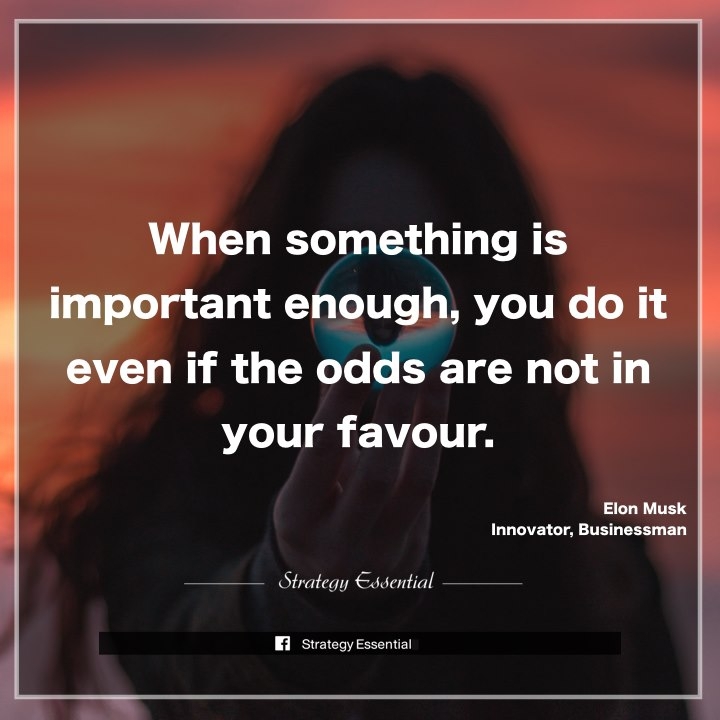 When something is
important enough, you do it
even if the odds are not in
your favour.
Elon Musk
Innovator, Businessman
Strategy Essential
Strategy Essential